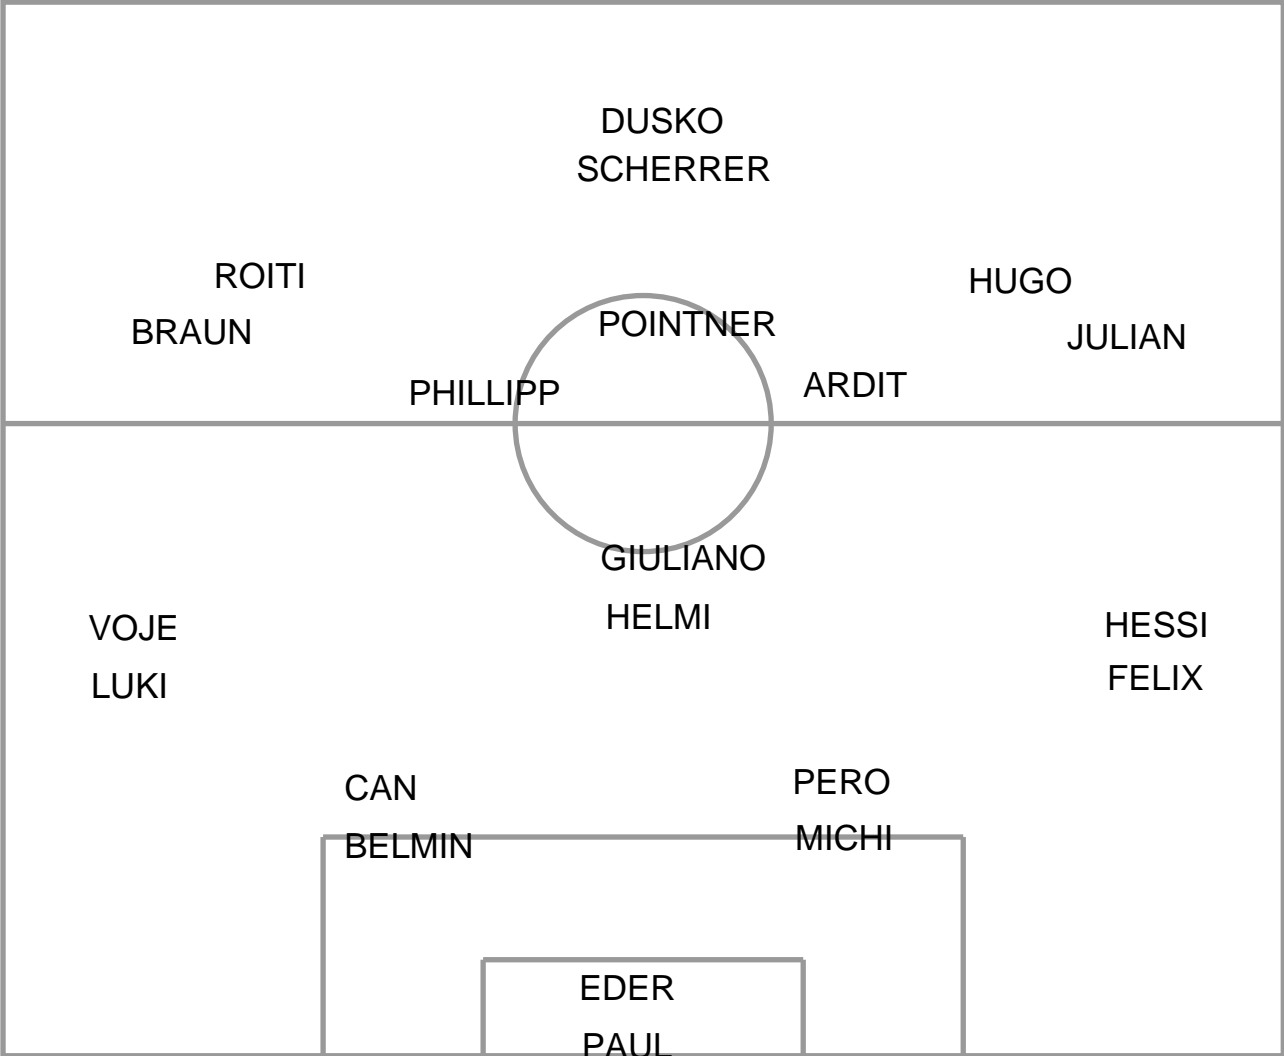 DUSKO
SCHERRER
ROITI
HUGO
BRAUN
POINTNER
JULIAN
PHILLIPP
ARDIT
GIULIANO
HELMI
VOJE
HESSI
LUKI
FELIX
CAN
PERO
BELMIN
MICHI
EDER
PAUL